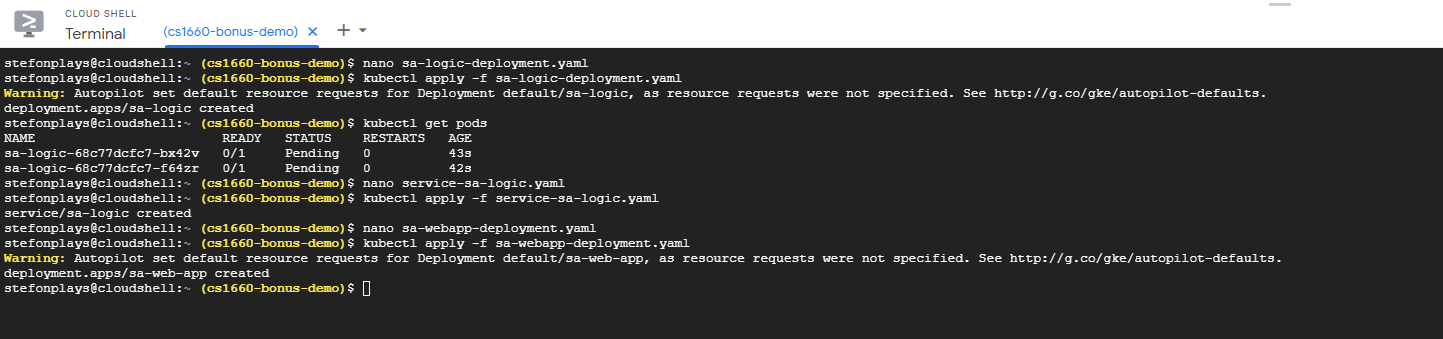 CLOUD SHELL
Terminal
(cs1660-bonus-demo) × + ▾
stefonplays@cloudshell:~ (cs1660-bonus-demo)$ nano sa-logic-deployment.yaml
stefonplays@cloudshell:~ (cs1660-bonus-demo)$ kubectl apply -f sa-logic-deployment.yaml
Warning: Autopilot set default resource requests for Deployment default/sa-logic, as resource requests were not specified. See http://g.co/gke/autopilot-defaults.
deployment.apps/sa-logic created
stefonplays@cloudshell:~ (cs1660-bonus-demo)$ kubectl get pods
NAME                        READY   STATUS    RESTARTS   AGE
sa-logic-68c77dcfc7-bx42v   0/1     Pending   0          43s
sa-logic-68c77dcfc7-f64zr   0/1     Pending   0          42s
stefonplays@cloudshell:~ (cs1660-bonus-demo)$ nano service-sa-logic.yaml
stefonplays@cloudshell:~ (cs1660-bonus-demo)$ kubectl apply -f service-sa-logic.yaml
service/sa-logic created
stefonplays@cloudshell:~ (cs1660-bonus-demo)$ nano sa-webapp-deployment.yaml
stefonplays@cloudshell:~ (cs1660-bonus-demo)$ kubectl apply -f sa-webapp-deployment.yaml
Warning: Autopilot set default resource requests for Deployment default/sa-web-app, as resource requests were not specified. See http://g.co/gke/autopilot-defaults.
deployment.apps/sa-web-app created
stefonplays@cloudshell:~ (cs1660-bonus-demo)$